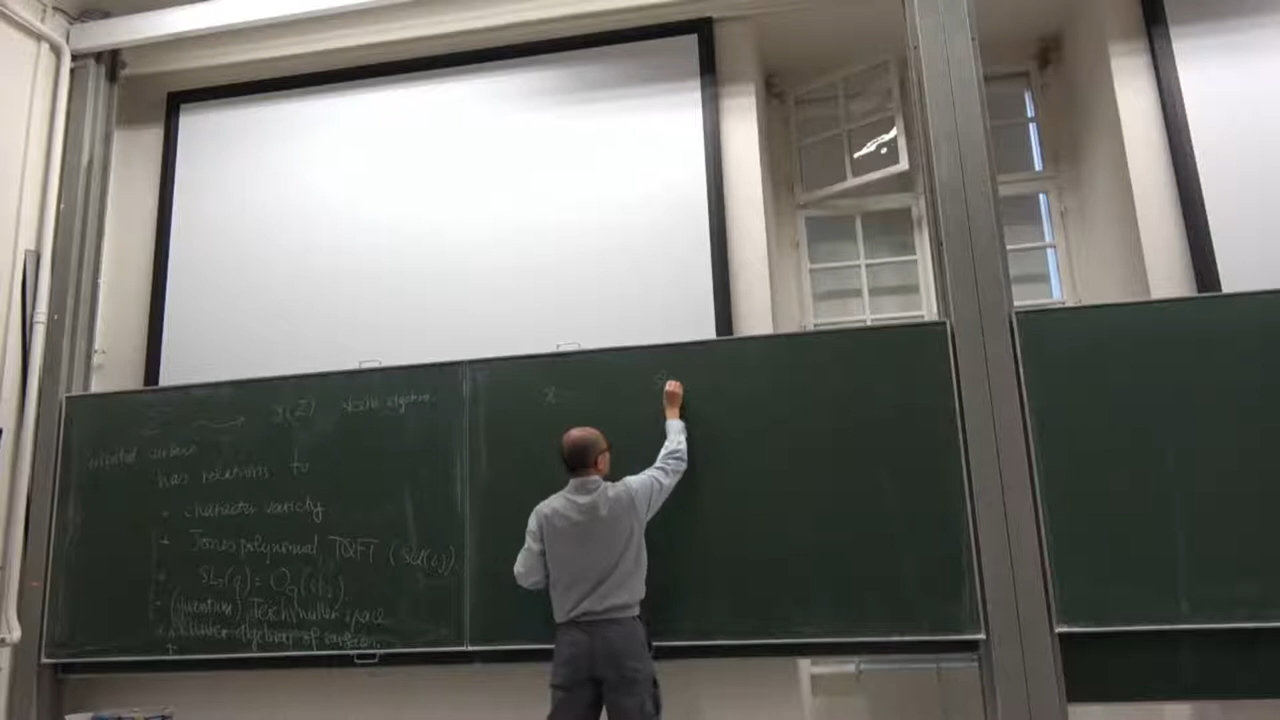 Σ → 𝒮(Σ) skein algebra.
oriented surface
has relations to
• character variety
+ Jones polynomial, TQFT (SU(2)).
• SL₂(q) = O_q(sl₂).
- (Quantum) Teichmuller space
+ Cluster algebras of surfaces.
+